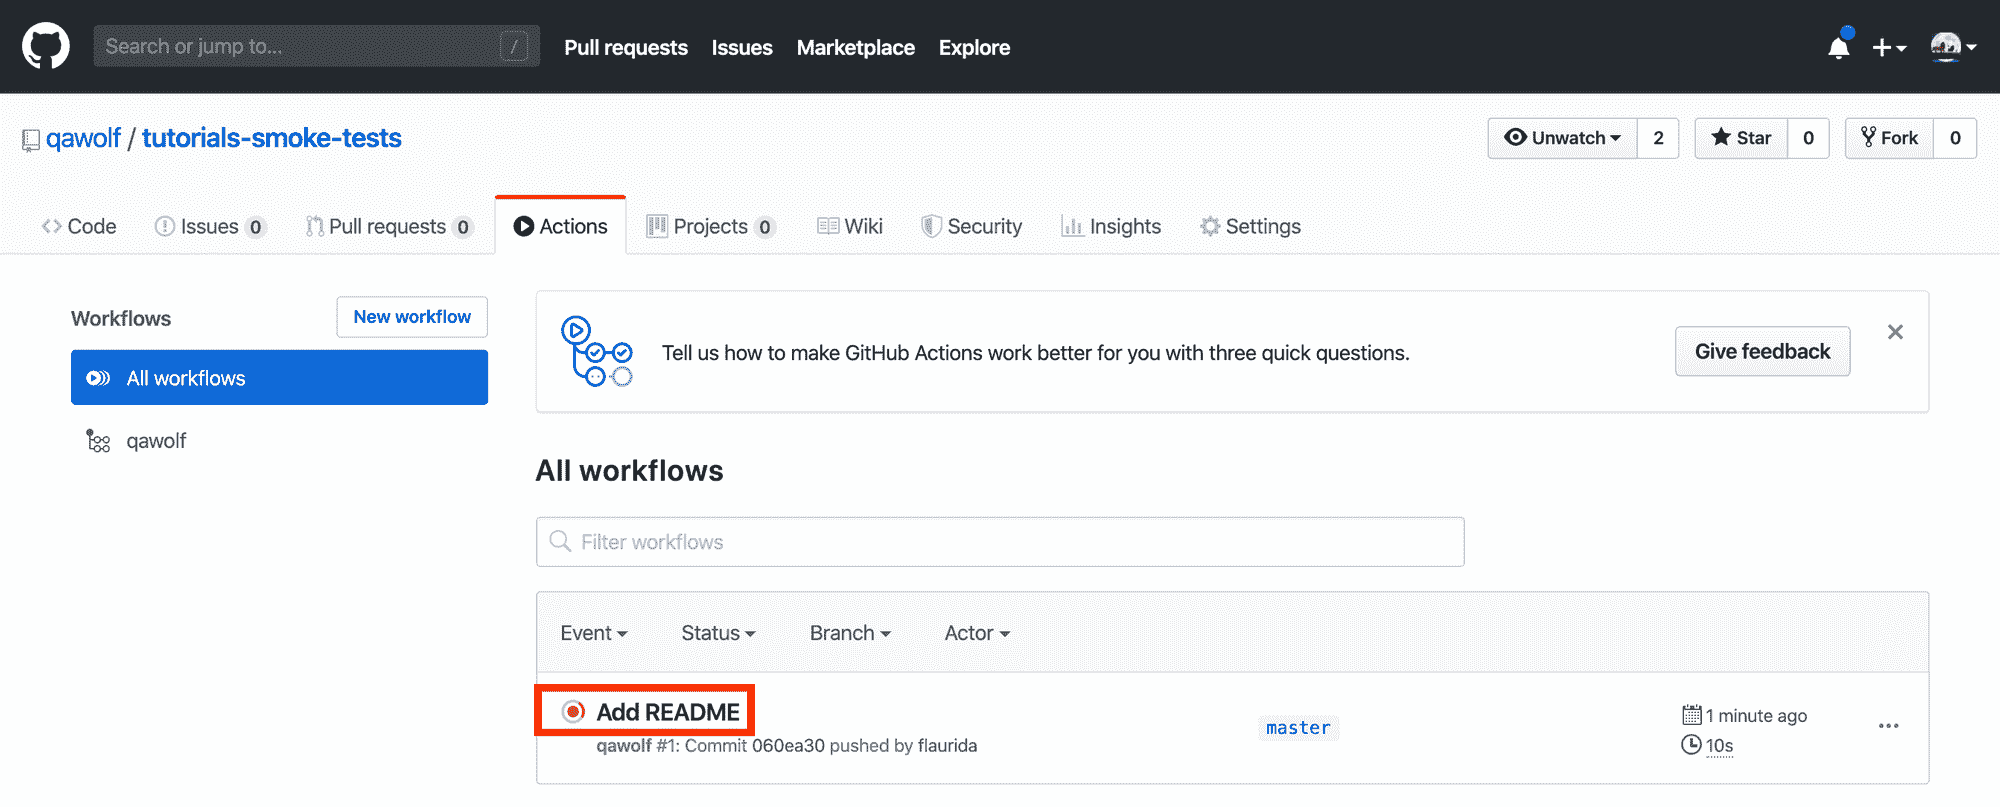 Search or jump to... / Pull requests Issues Marketplace Explore
qawolf / tutorials-smoke-tests Unwatch 2 Star 0 Fork 0
Code Issues 0 Pull requests 0 Actions Projects 0 Wiki Security Insights Settings
Workflows New workflow
All workflows
qawolf
Tell us how to make GitHub Actions work better for you with three quick questions. Give feedback
All workflows
Filter workflows
Event Status Branch Actor
Add README
qawolf #1: Commit 060ea30 pushed by flaurida
master
1 minute ago
10s